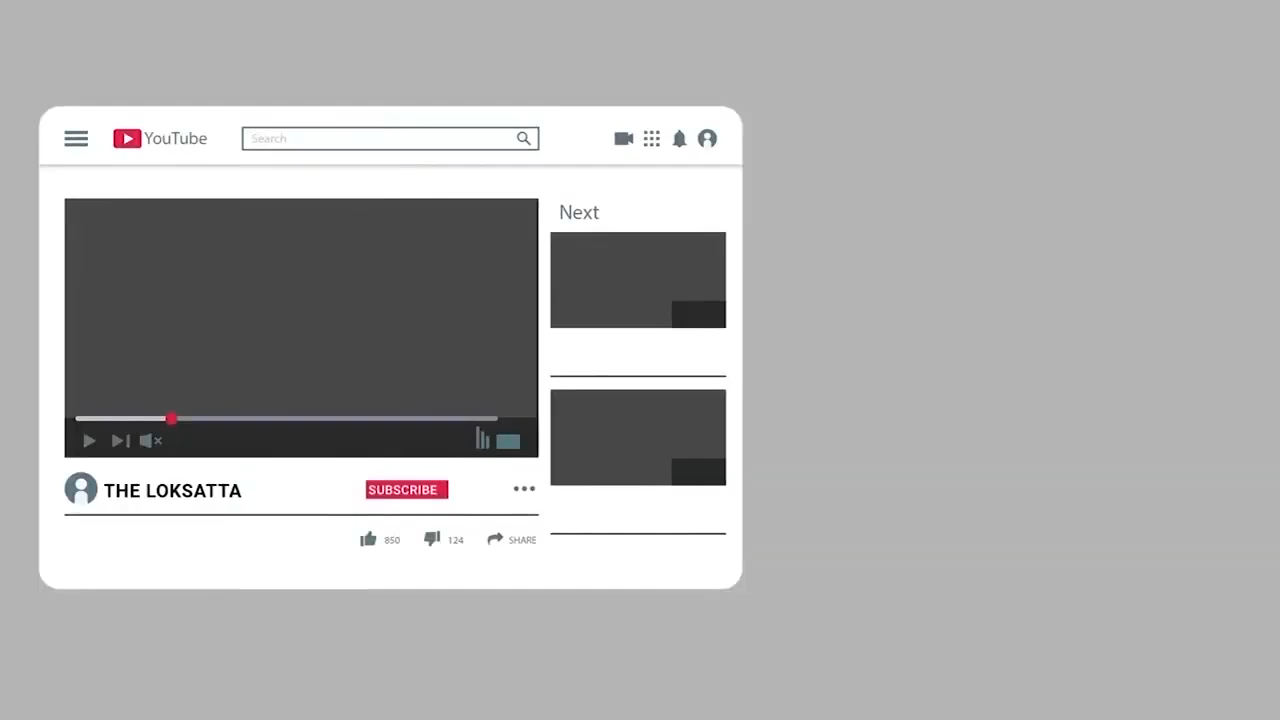 YouTube
Search
Next
THE LOKSATTA
SUBSCRIBE
850
124
SHARE